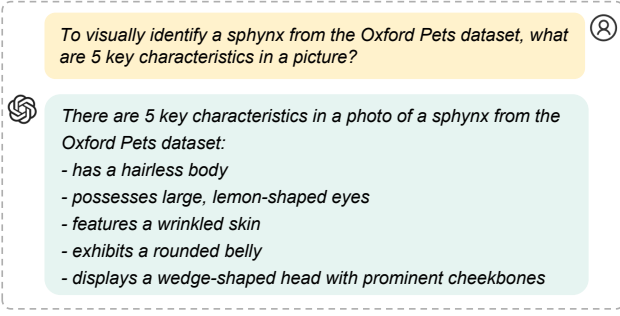 To visually identify a sphynx from the Oxford Pets dataset, what
are 5 key characteristics in a picture?
There are 5 key characteristics in a photo of a sphynx from the
Oxford Pets dataset:
- has a hairless body
- possesses large, lemon-shaped eyes
- features a wrinkled skin
- exhibits a rounded belly
- displays a wedge-shaped head with prominent cheekbones